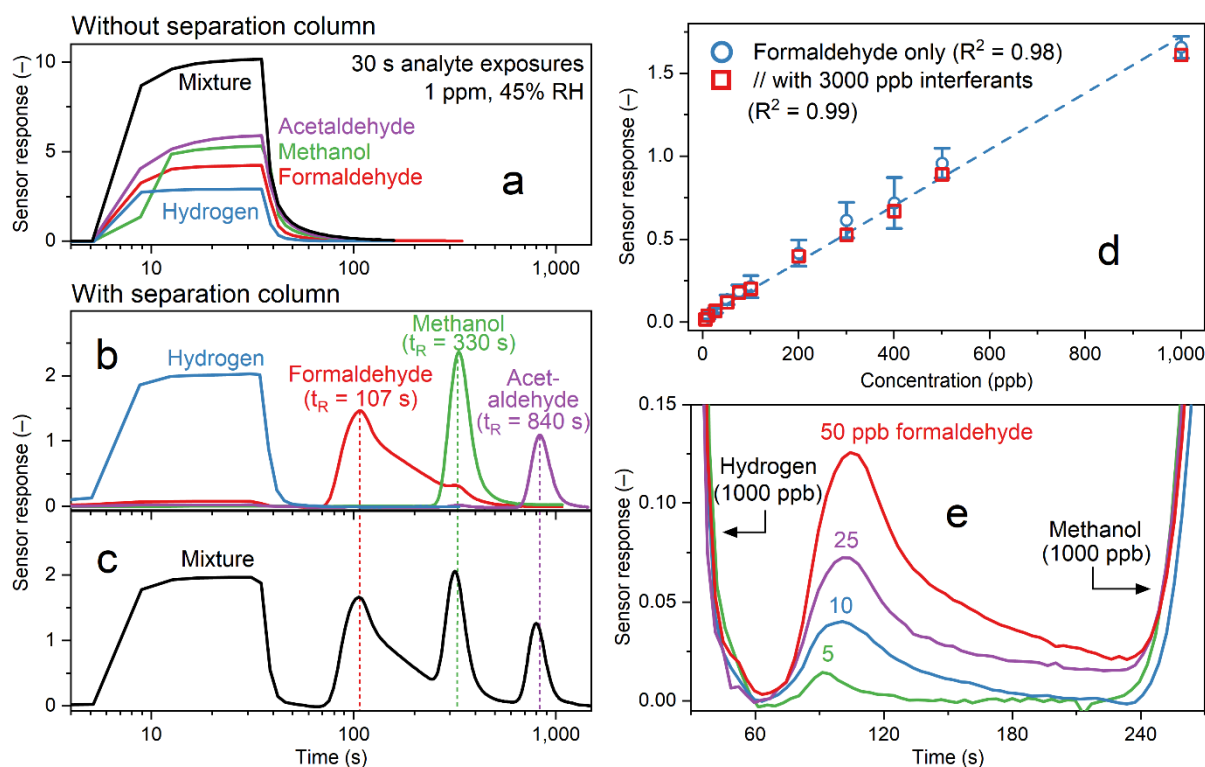 Without separation column
Sensor response (–)
10
5
0
Mixture
30 s analyte exposures
1 ppm, 45% RH
Acetaldehyde
Methanol
Formaldehyde
Hydrogen
a
10
100
1,000
With separation column
Sensor response (–)
b
2
1
0
Hydrogen
Formaldehyde
(tR = 107 s)
Methanol
(tR = 330 s)
Acet-
aldehyde
(tR = 840 s)
c
2
1
0
Mixture
10
100
1,000
Time (s)
Sensor response (–)
1.5
1.0
0.5
0.0
Formaldehyde only (R2 = 0.98)
// with 3000 ppb interferants
(R2 = 0.99)
d
0
200
400
600
800
1,000
Concentration (ppb)
Sensor response (–)
0.15
0.10
0.05
0.00
50 ppb formaldehyde
Hydrogen
(1000 ppb)
e
Methanol
(1000 ppb)
25
10
5
60
120
180
240
Time (s)